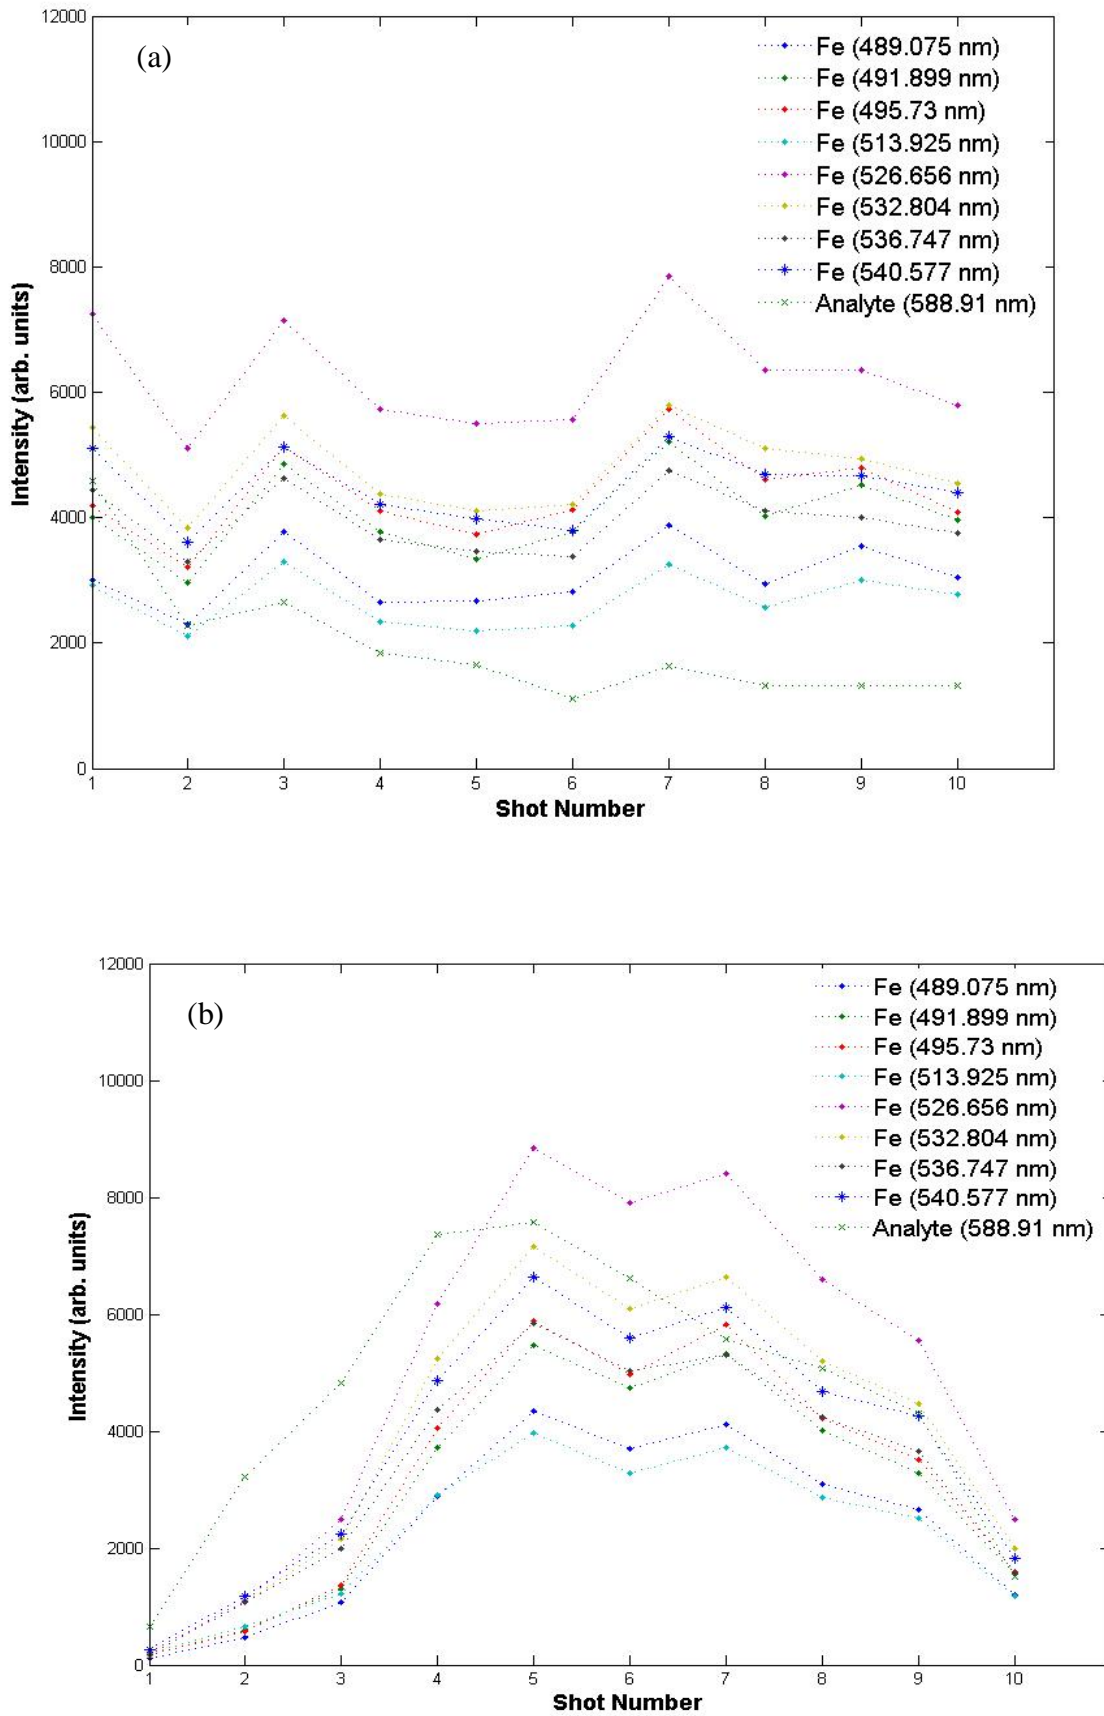 12000
(a)
Fe (489.075 nm)
Fe (491.899 nm)
Fe (495.73 nm)
Fe (513.925 nm)
Fe (526.656 nm)
Fe (532.804 nm)
Fe (536.747 nm)
Fe (540.577 nm)
Analyte (588.91 nm)
10000
8000
6000
4000
2000
0
Intensity (arb. units)
1 2 3 4 5 6 7 8 9 10
Shot Number
12000
(b)
Fe (489.075 nm)
Fe (491.899 nm)
Fe (495.73 nm)
Fe (513.925 nm)
Fe (526.656 nm)
Fe (532.804 nm)
Fe (536.747 nm)
Fe (540.577 nm)
Analyte (588.91 nm)
10000
8000
6000
4000
2000
0
Intensity (arb. units)
1 2 3 4 5 6 7 8 9 10
Shot Number